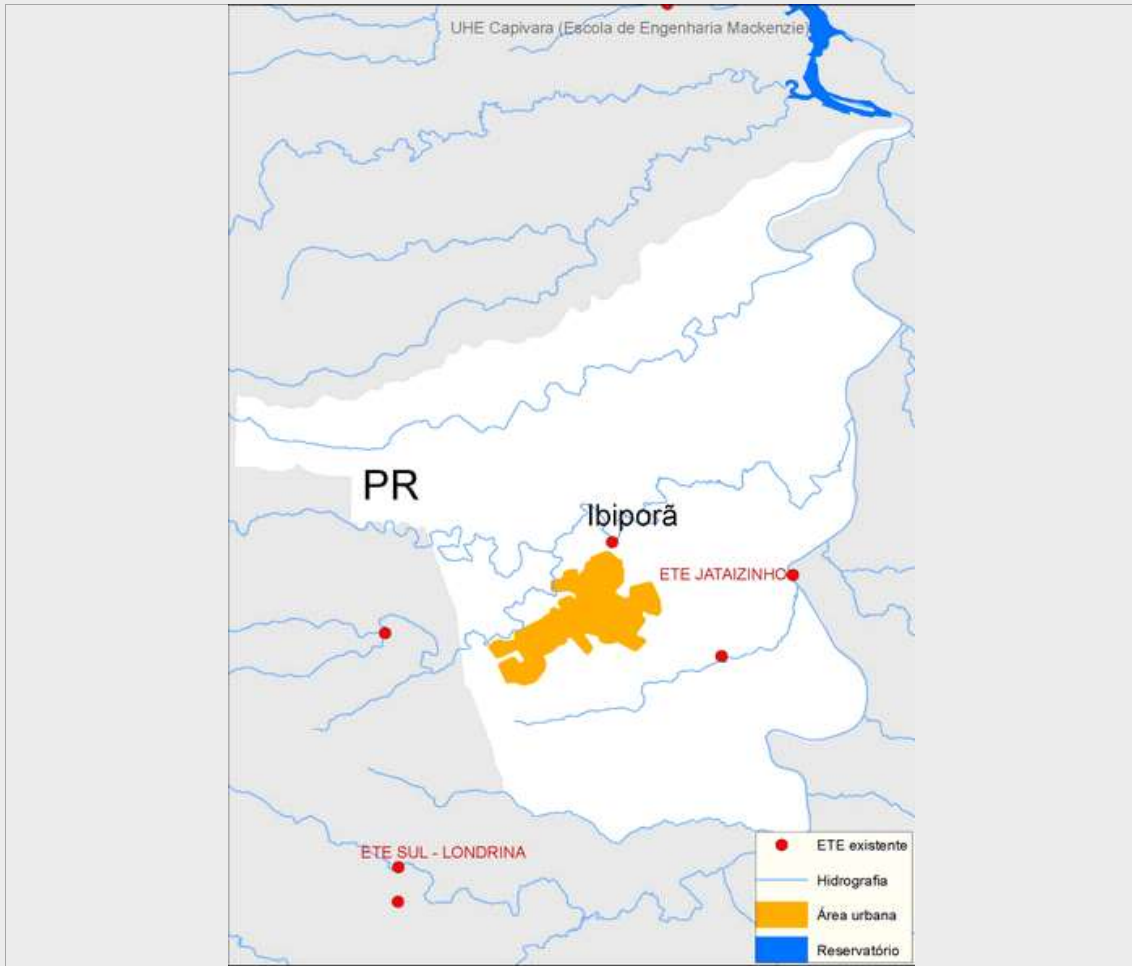 UHE Capivara (Escola de Engenharia Mackenzie)
PR
Ibiporã
ETE JATAIZINHO
ETE SUL - LONDRINA
ETE existente
Hidrografia
Área urbana
Reservatório